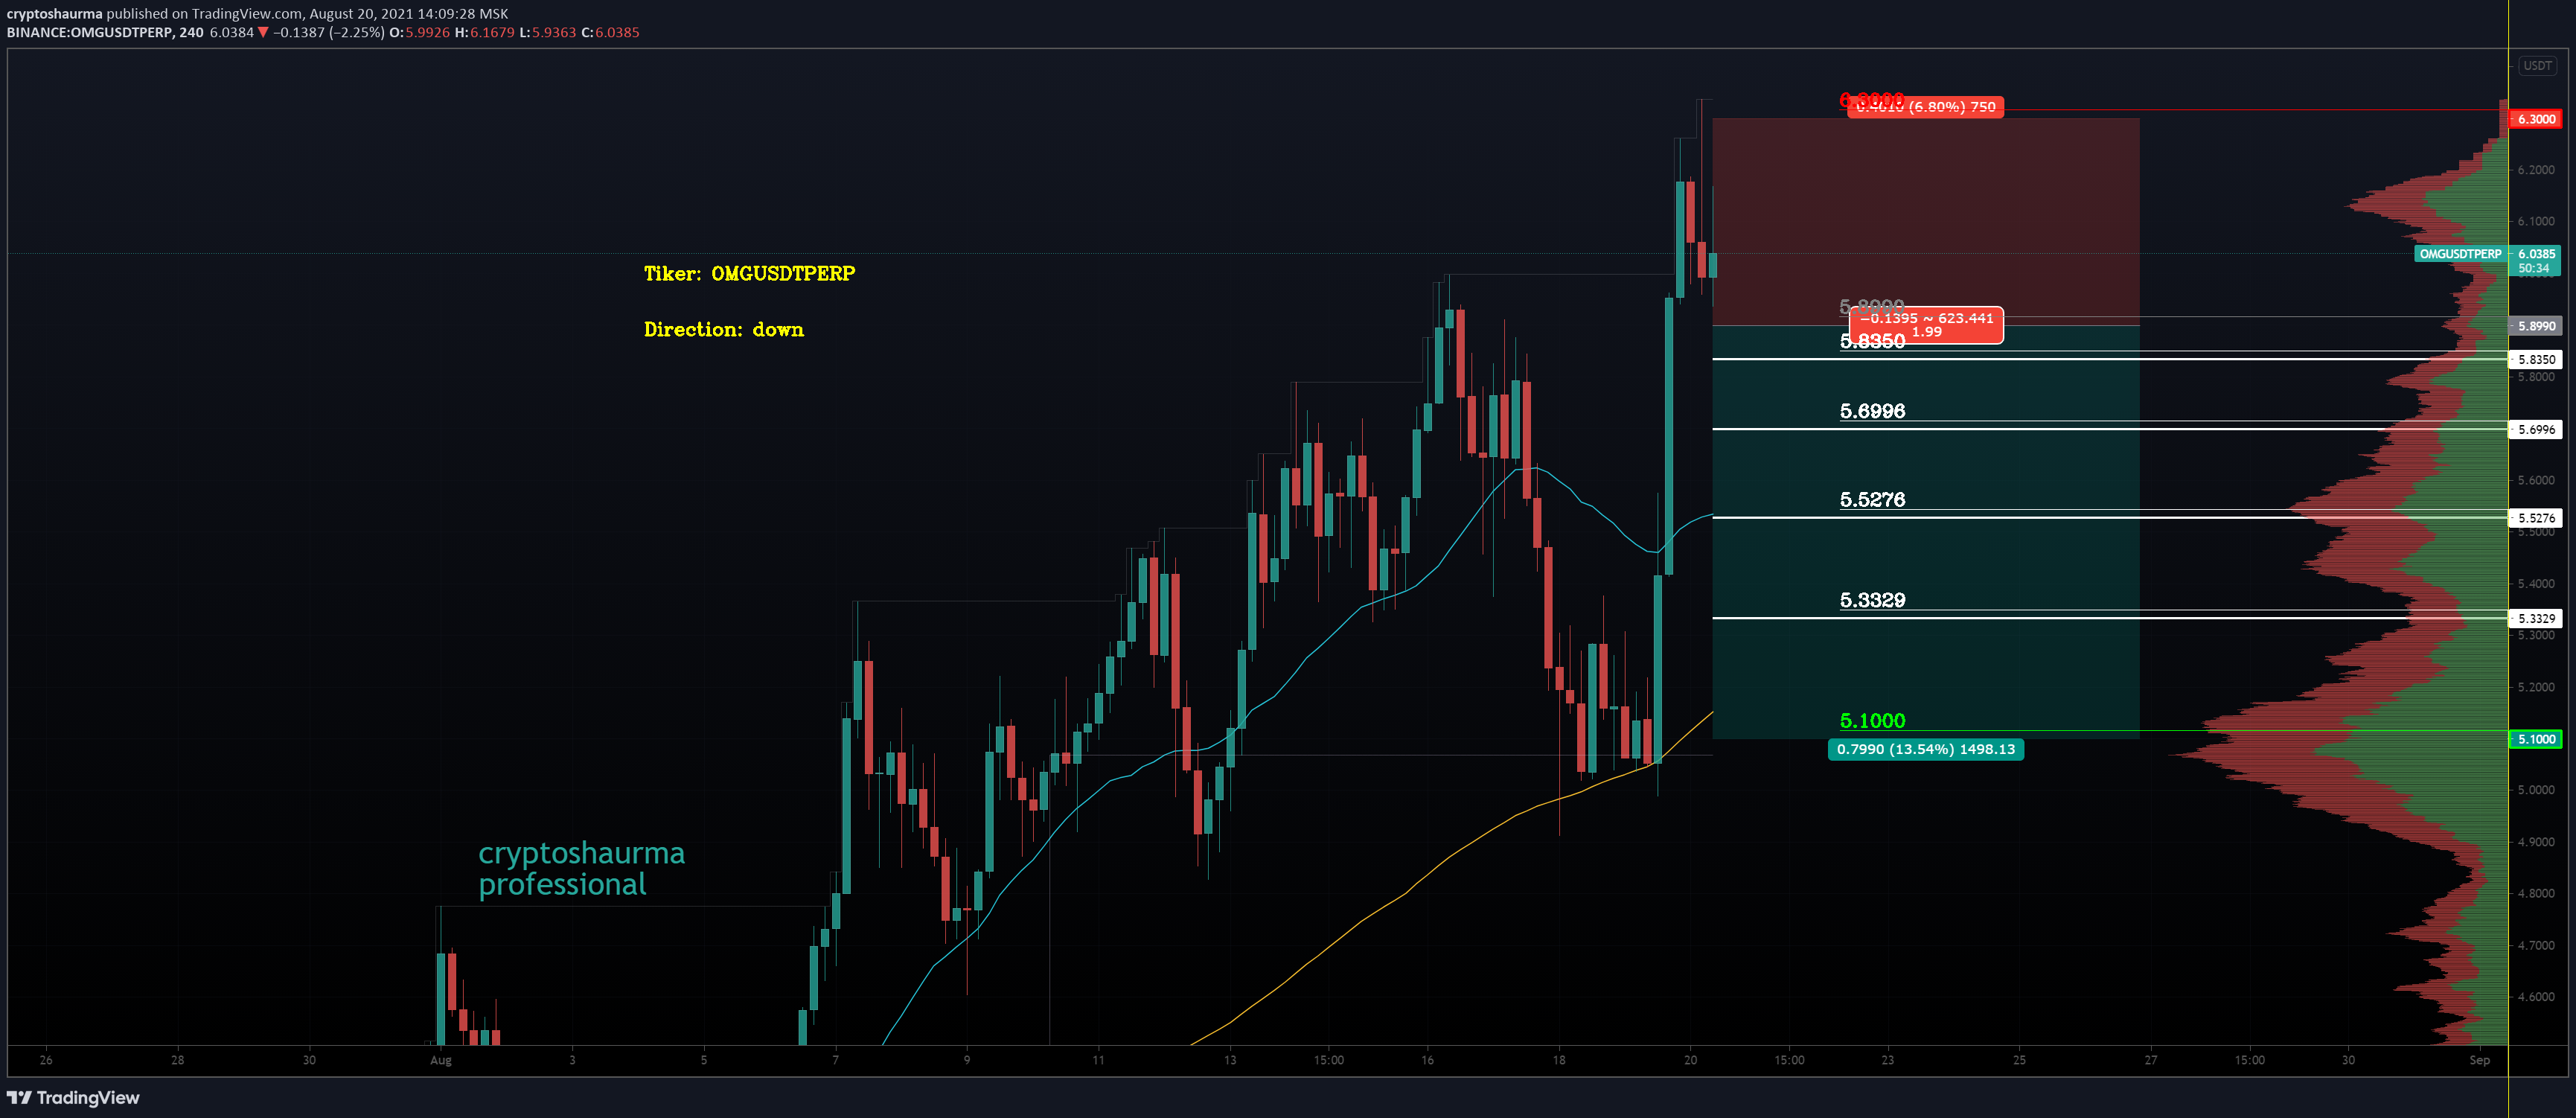 cryptoshaurma published on TradingView.com, August 20, 2021 14:09:28 MSK
BINANCE:OMGUSDTPERP, 240 6.0384 ▼ −0.1387 (−2.25%) O:5.9926 H:6.1679 L:5.9363 C:6.0385
USDT
6.3000
0.4010 (6.80%) 750
6.3000
6.2000
6.1000
OMGUSDTPERP 6.0385
50:34
Tiker: OMGUSDTPERP
Direction: down
5.8990
−0.1395 ~ 623.441
1.99
5.8990
5.8350
5.8350
5.8000
5.6996
5.6996
5.6000
5.5276
5.5276
5.5000
5.4000
5.3329
5.3329
5.3000
5.2000
5.1000
5.1000
0.7990 (13.54%) 1498.13
5.0000
4.9000
cryptoshaurma
professional
4.8000
4.7000
4.6000
26 28 30 Aug 3 5 7 9 11 13 15:00 16 18 20 15:00 23 25 27 15:00 30 Sep
TradingView